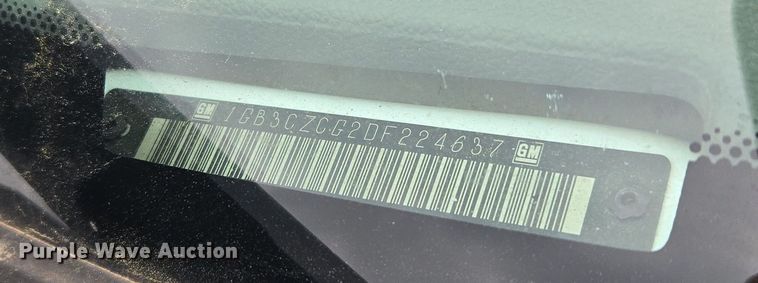 GM 1GB3CZCG2DF224637 GM
Purple Wave Auction